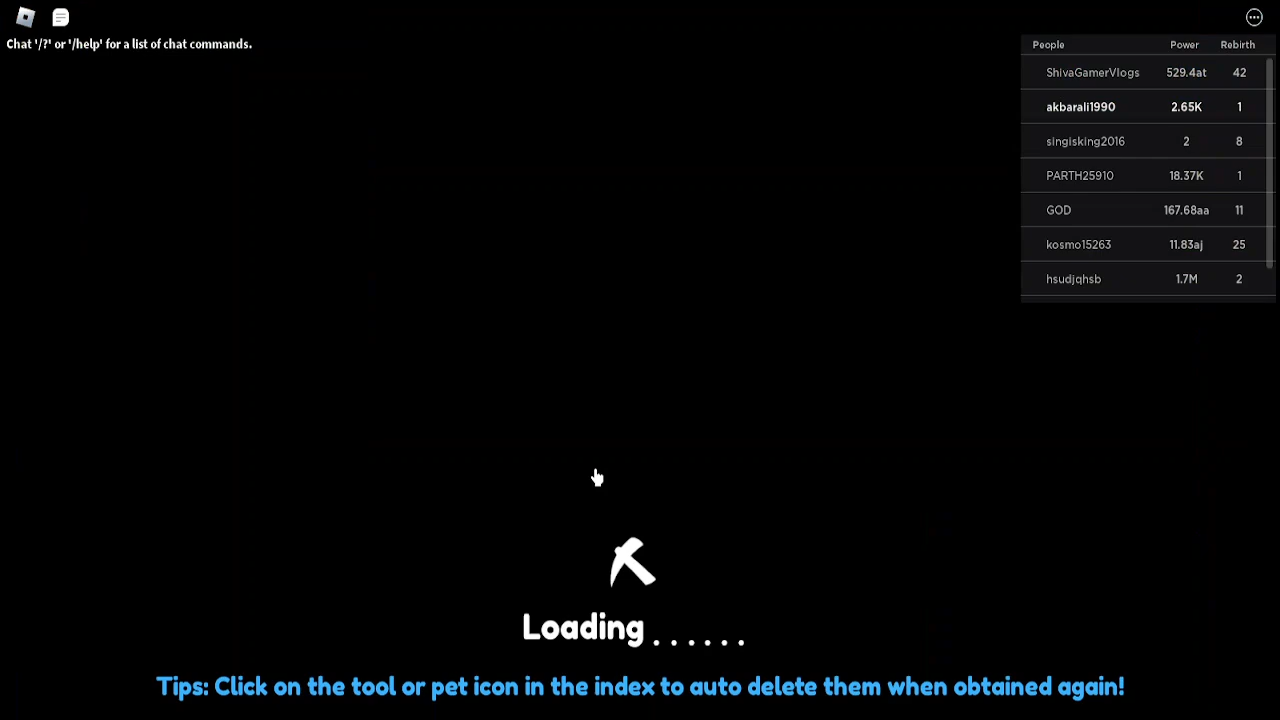 Chat '/?' or '/help' for a list of chat commands.
People Power Rebirth
ShivaGamerVlogs 529.4at 42
akbarali1990 2.65K 1
singisking2016 2 8
PARTH25910 18.37K 1
GOD 167.68aa 11
kosmo15263 11.83aj 25
hsudjqhsb 1.7M 2
Loading ......
Tips: Click on the tool or pet icon in the index to auto delete them when obtained again!